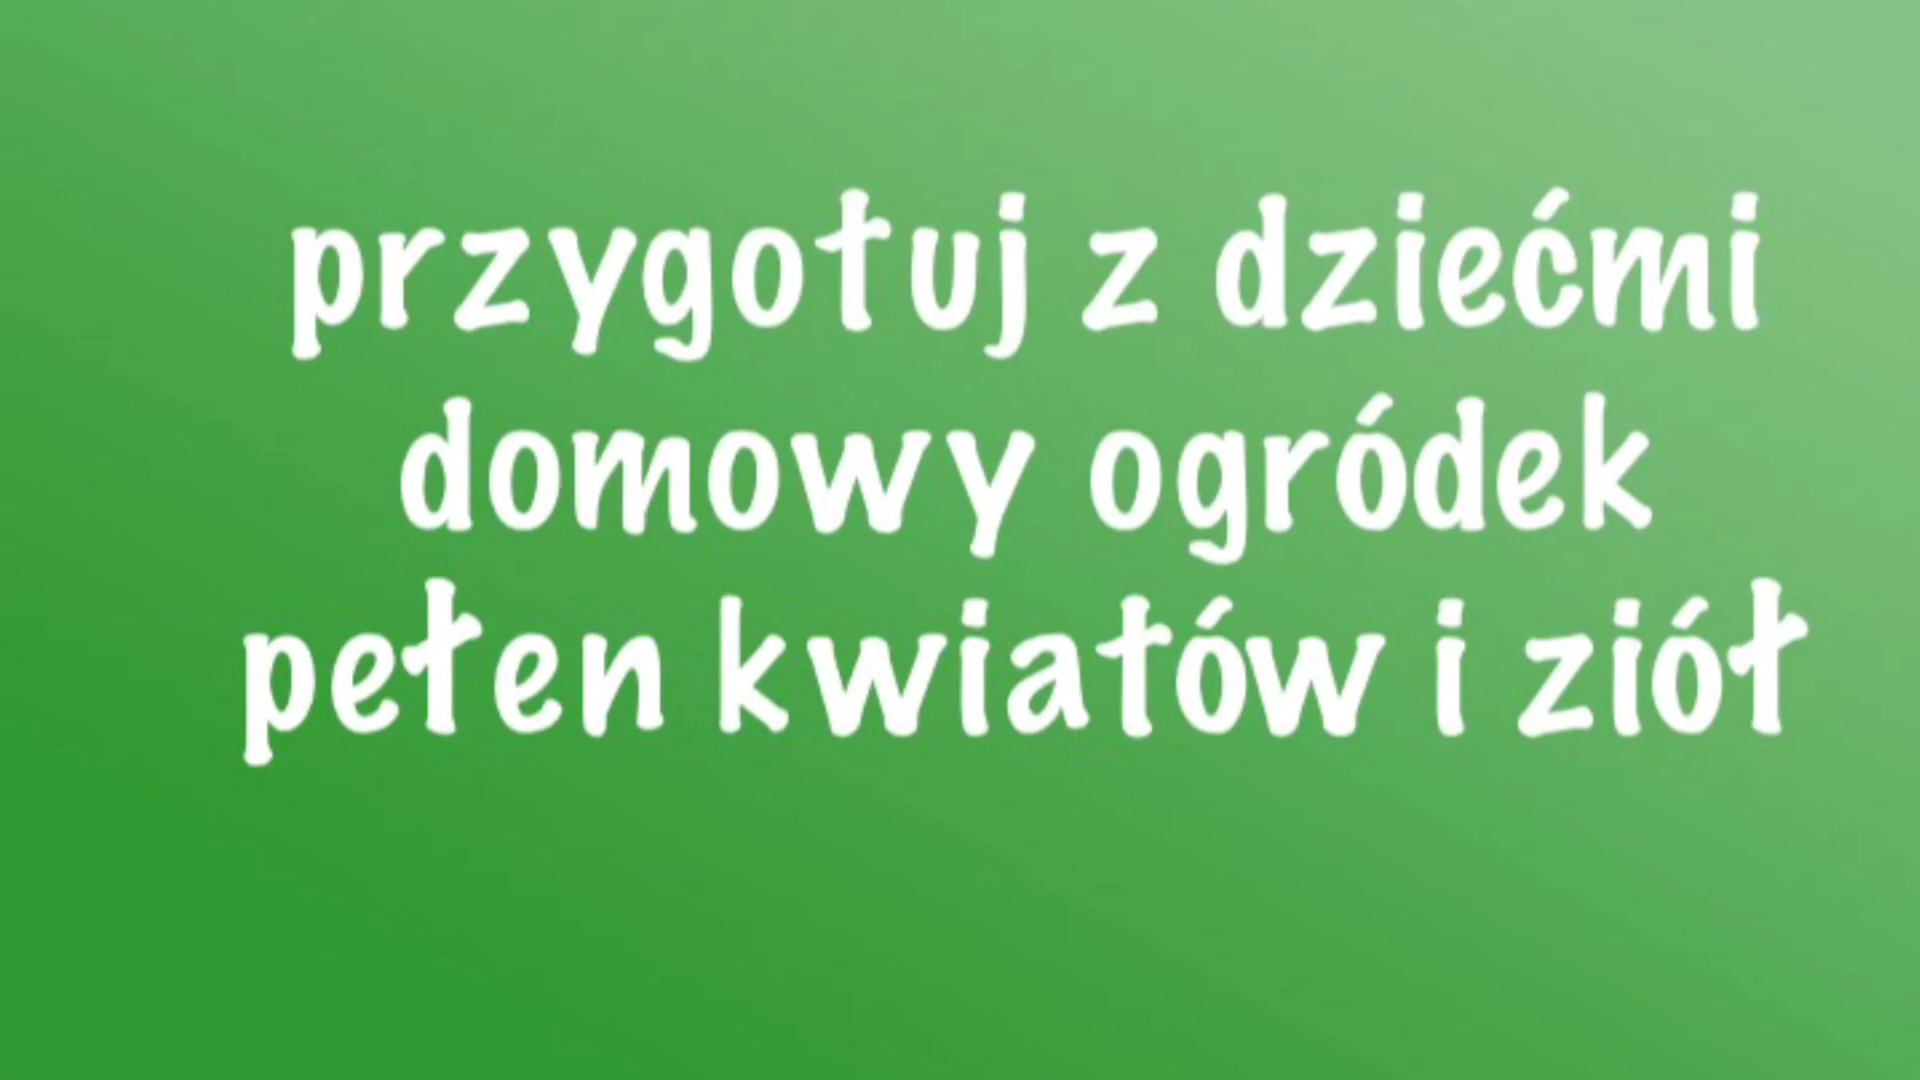 przygotuj z dziećmi
domowy ogródek
pełen kwiatów i ziół